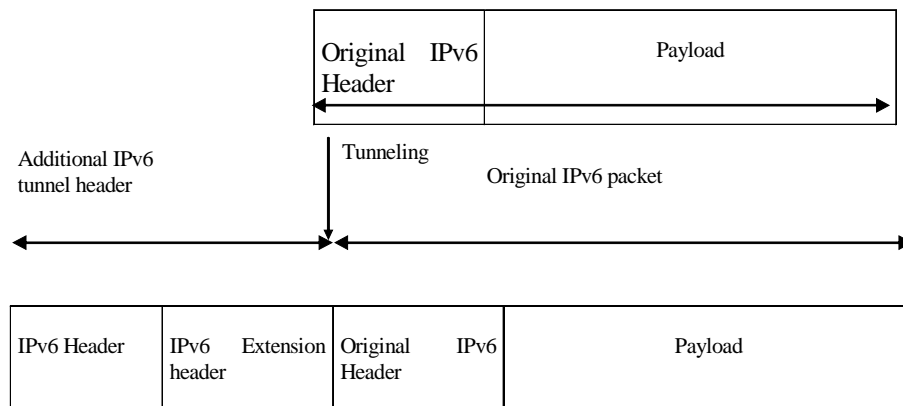 Original IPv6
Header
Payload
Additional IPv6
tunnel header
Tunneling
Original IPv6 packet
IPv6 Header
IPv6 Extension
header
Original IPv6
Header
Payload